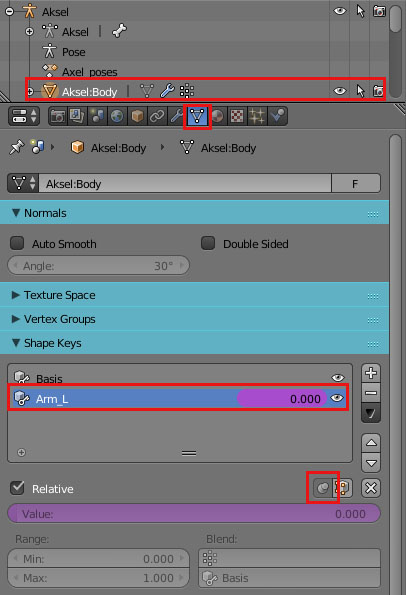 Aksel
Aksel
Pose
Axel_poses
Aksel:Body
Aksel:Body
Aksel:Body
Aksel:Body
F
Normals
Auto Smooth
Double Sided
Angle:
30°
Texture Space
Vertex Groups
Shape Keys
Basis
Arm_L
0.000
Relative
Value:
0.000
Range:
Blend:
Min:
0.000
Max:
1.000
Basis